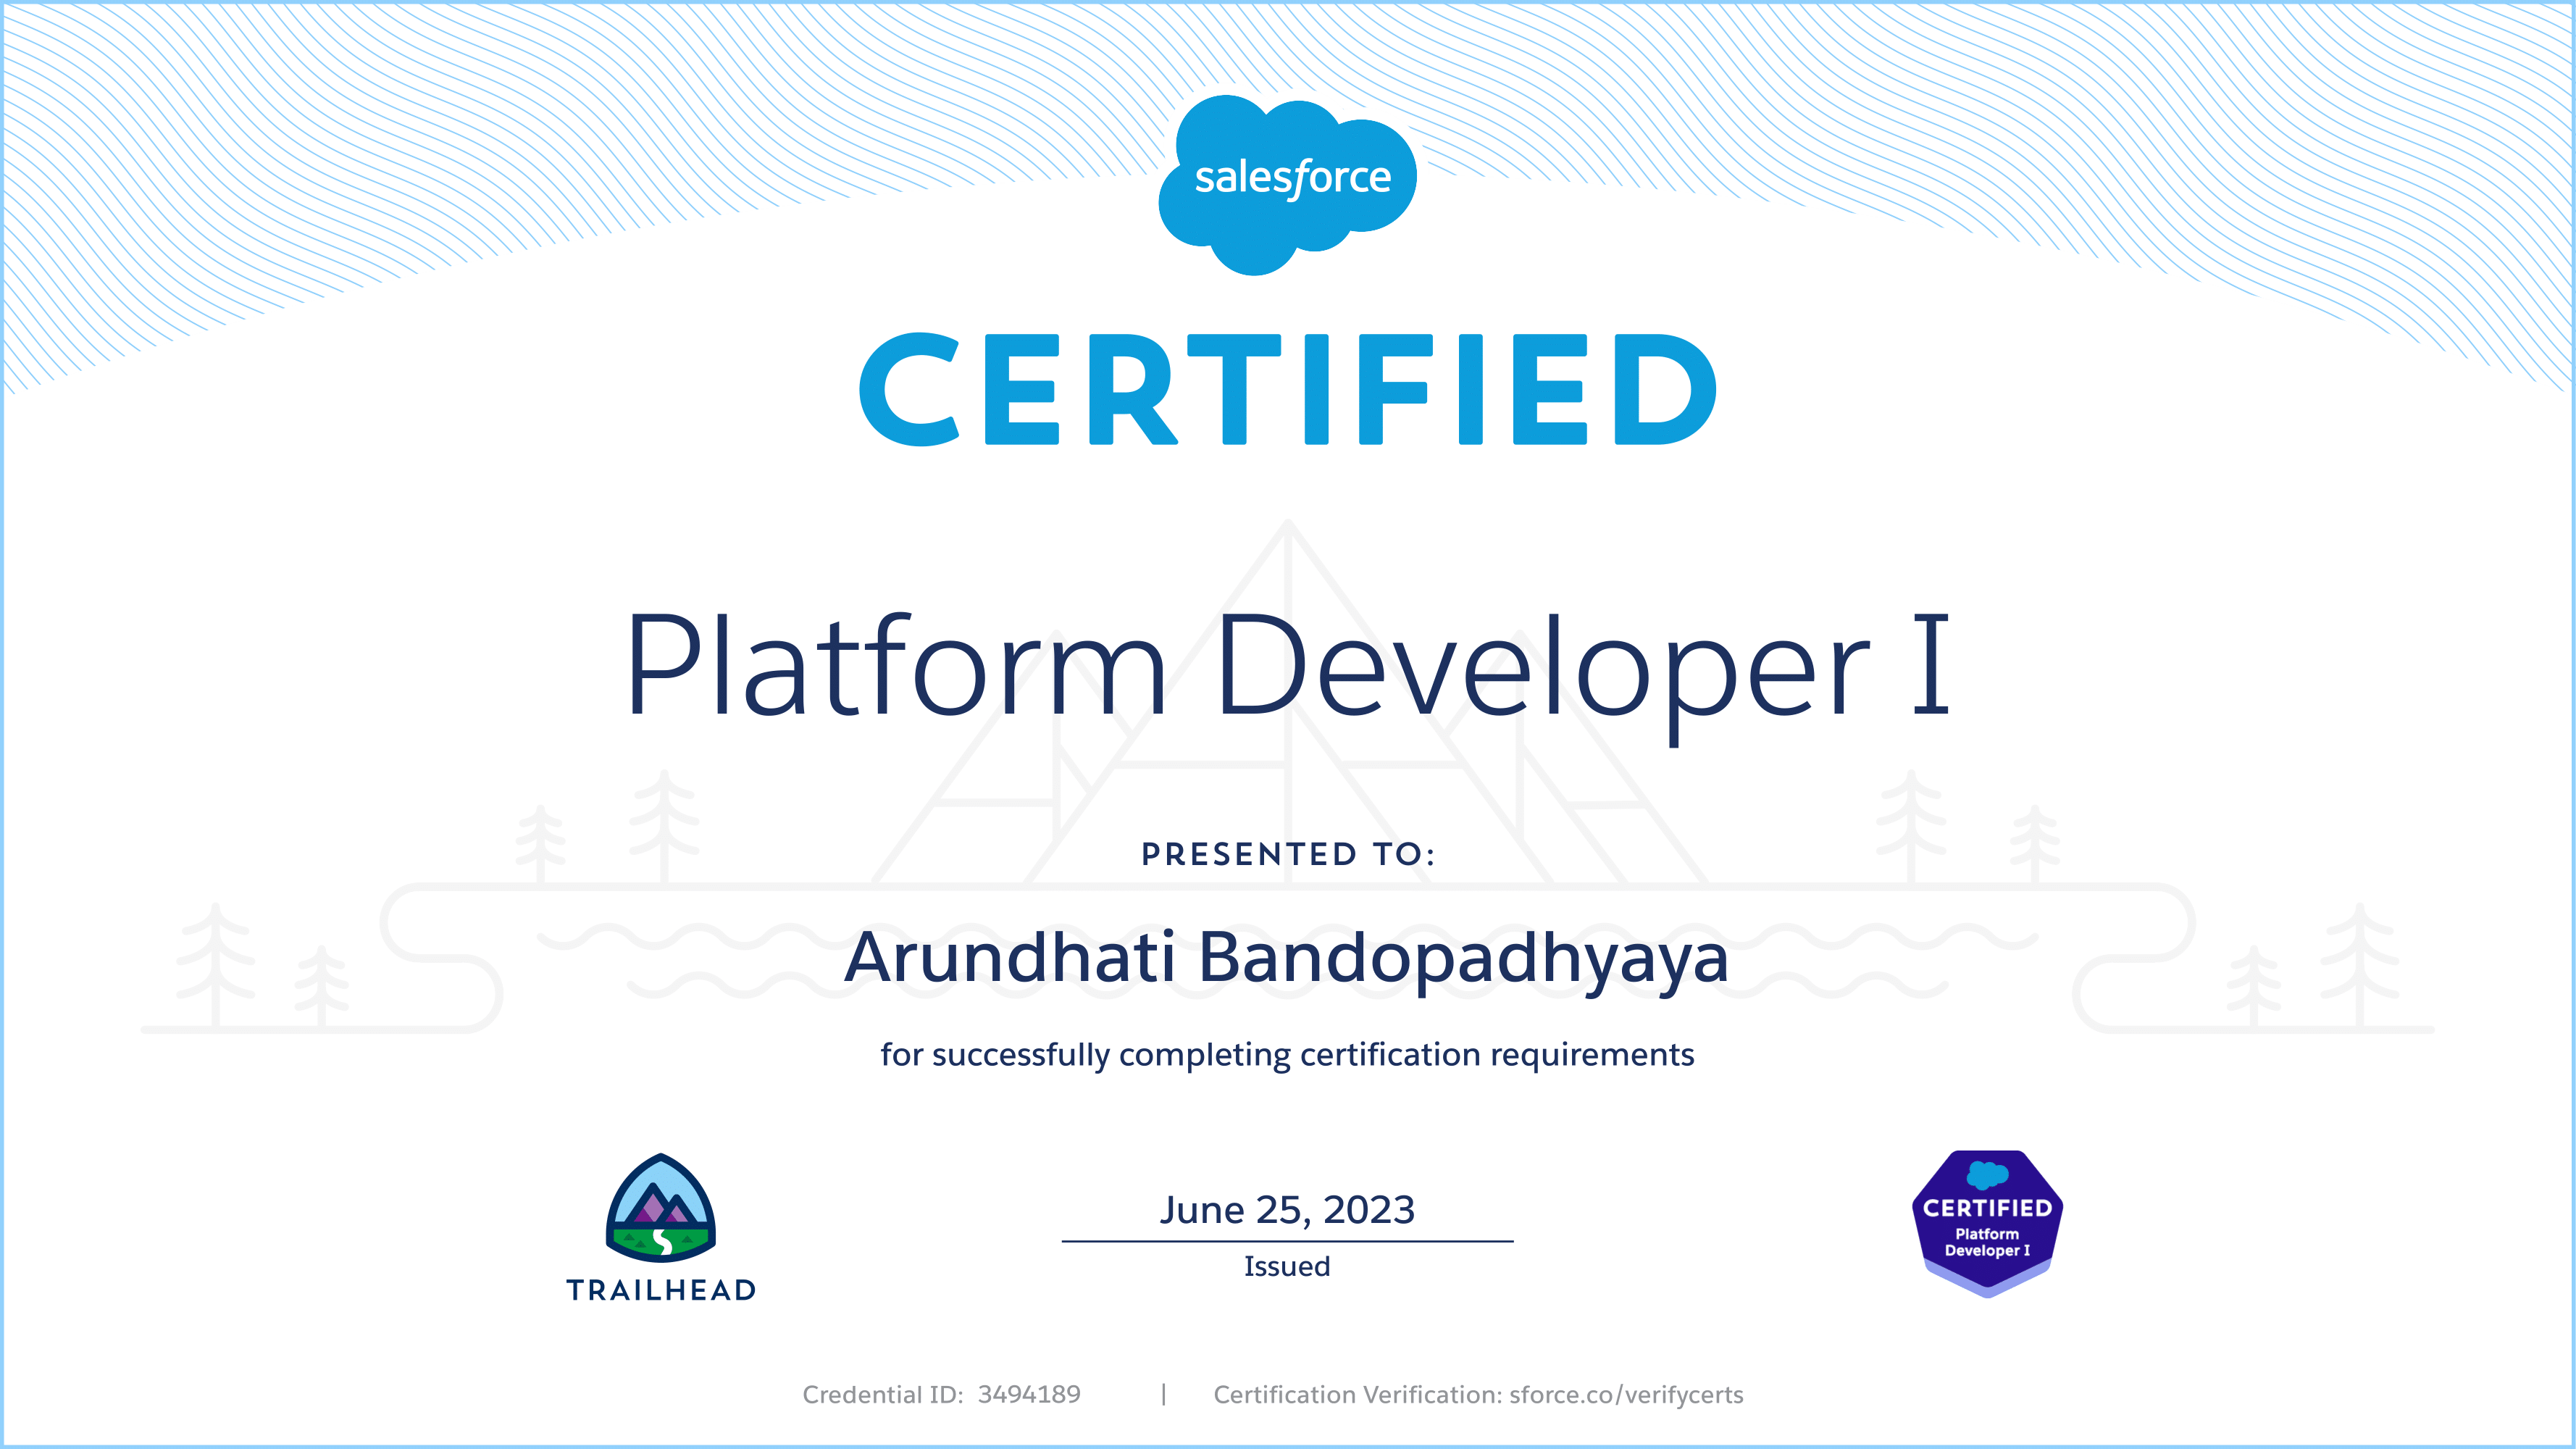 salesforce
CERTIFIED
Platform Developer I
PRESENTED TO:
Arundhati Bandopadhyaya
for successfully completing certification requirements
TRAILHEAD
June 25, 2023
Issued
CERTIFIED
Platform
Developer I
Credential ID: 3494189 | Certification Verification: sforce.co/verifycerts